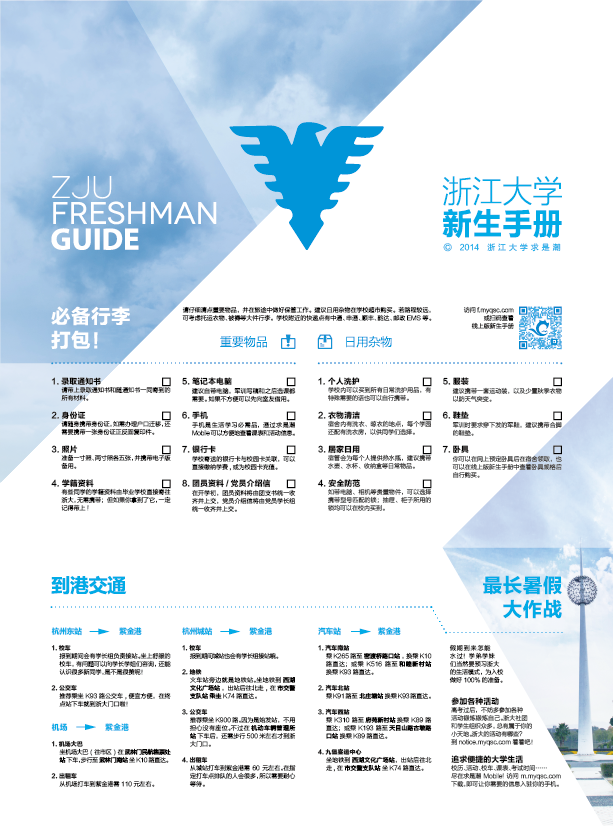 ZJU
FRESHMAN
GUIDE
浙江大学
新生手册
© 2014 浙江大学求是潮
必备行李
打包！
请仔细清点重要物品，并在旅途中做好保管工作。建议日用杂物在学校超市购买。若路程较远，
可考虑托运衣物、被褥等大件行李。学校附近的快递点有中通、申通、顺丰、韵达、邮政 EMS 等。
访问 f.myqsc.com
或扫码查看
线上版新生手册
重要物品
日用杂物
1. 录取通知书
请带上录取通知书和随通知书一同寄到的
所有材料。
2. 身份证
请随身携带身份证，如需办理户口迁移，还
需要携带一张身份证正反面复印件。
3. 照片
准备一寸照、两寸照各五张，并携带电子版
备用。
4. 学籍资料
有些同学的学籍资料由毕业学校直接寄往
浙大，无需携带；但如果你拿到了它，一定
记得带上！
5. 笔记本电脑
建议自带电脑，军训写稿和之后选课都
需要。如果不方便可以先向室友借用。
6. 手机
手机是生活学习必需品，通过求是潮
Mobile 可以方便地查看课表和活动信息。
7. 银行卡
学校寄送的银行卡与校园卡关联，可以
直接缴纳学费，或为校园卡充值。
8. 团员资料 / 党员介绍信
在开学初，团员资料将由团支书统一收
齐并上交，党员介绍信将由党员学长组
统一收齐并上交。
1. 个人洗护
学校内可以买到所有日常洗护用品，有
特殊需要的话也可以自行携带。
2. 衣物清洁
宿舍内有洗衣、晾衣的地点，每个学园
还配有洗衣房，以供同学们选择。
3. 居家日用
宿管会为每个人提供热水瓶，建议携带
水壶、水杯、收纳盒等日常物品。
4. 安全防范
如带电脑、相机等贵重物件，可以选择
携带型号匹配的锁；抽屉、柜子所用的
锁均可以在校内买到。
5. 服装
建议携带一套运动装，以及少量秋季衣物
以防天气突变。
6. 鞋垫
军训时要求穿下发的军鞋，建议携带合脚
的鞋垫。
7. 卧具
你可以在网上预定卧具后在宿舍领取，也
可以在线上版新生手册中查看卧具规格后
自行购买。
到港交通
杭州东站 紫金港
1. 校车
报到期间会有学长组负责接站。坐上舒服的
校车，有问题可以向学长学姐们咨询，还能
认识很多新同学，是不是很赞呢！
2. 公交车
推荐乘坐 K93 路公交车，便宜方便，在终
点站下车就到浙大门口啦！
机场 紫金港
1. 机场大巴
坐机场大巴（往市区）在 武林门民航售票处
站 下车，步行至 武林门南站 坐 K10 路直达。
2. 出租车
从机场打车到紫金港需 110 元左右。
杭州城站 紫金港
1. 校车
报到期间城站也会有学长组接站哦。
2. 地铁
火车站旁边就是地铁站。坐地铁到 西湖
文化广场站，出站后往北走，在 市交警
支队站 乘坐 K74 路直达。
3. 公交车
推荐乘坐 K900 路，因为是始发站，不用
担心没有座位。不过在 机动车辆管理所
站 下车后，还需步行 500 米左右才到浙
大门口。
4. 出租车
从城站打车到紫金港需 60 元左右。在指
定打车点排队的人会很多，所以需要耐心
等待。
汽车站 紫金港
1. 汽车南站
乘 K265 路至 密渡桥路口站，换乘 K10
路直达；或乘 K516 路至 和睦新村站
换乘 K93 路直达。
2. 汽车北站
乘 K91 路至 北庄塘站 换乘 K93 路直达。
3. 汽车西站
乘 K310 路至 府苑新村站 换乘 K89 路
直达；或乘 K193 路至 天目山路古墩路
口站 换乘 K89 路直达。
4. 九堡客运中心
坐地铁到 西湖文化广场站，出站后往北
走，在 市交警支队站 坐 K74 路直达。
最长暑假
大作战
假期到来怎能
水过！学弟学妹
们当然要预习浙大
的生活模式，为入校
做好 100% 的准备。
参加各种活动
高考过后，不妨多参加各种
活动锻炼锻炼自己。浙大社团
和学生组织众多，总有属于你的
小天地。浙大的活动有哪些？
到 notice.myqsc.com 看看吧！
追求便捷的大学生活
校历、活动、校车、课表、考试时间……
尽在求是潮 Mobile！访问 m.myqsc.com
下载，即可让你需要的信息入驻你的手机。